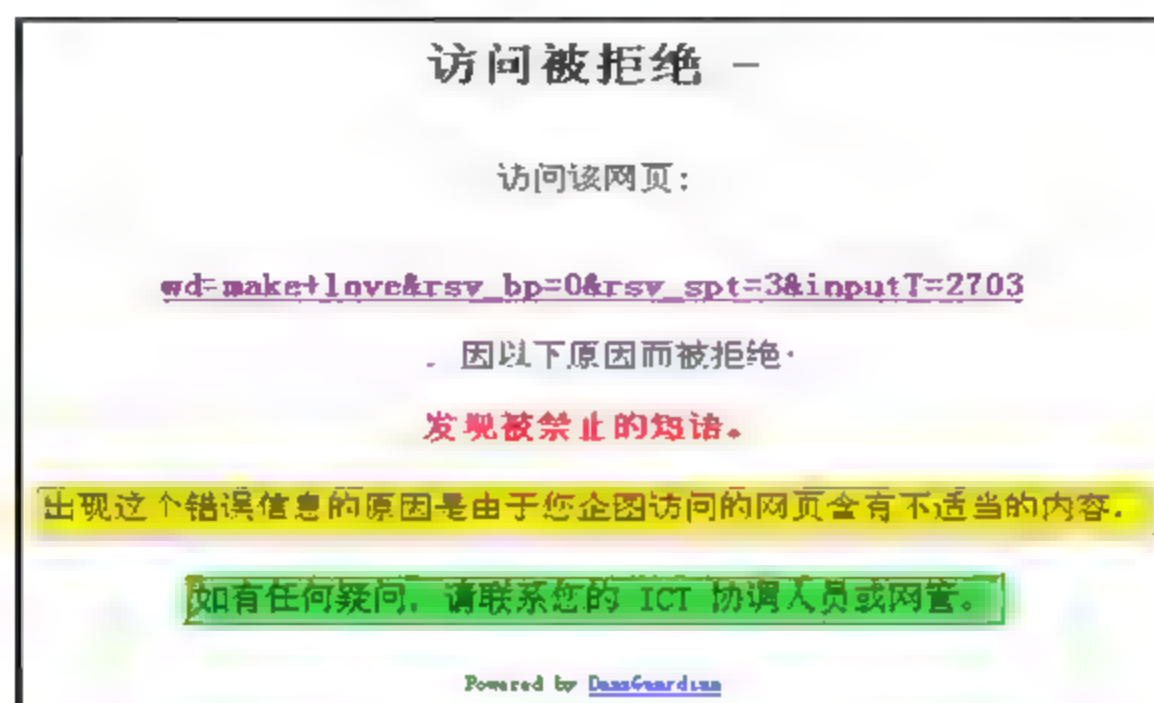 访问被拒绝 -
访问该网页:
wd=make+love&rsv_bp=0&rsv_spt=3&inputT=2703
. 因以下原因而被拒绝·
发现被禁止的短语。
出现这个错误信息的原因是由于您企图访问的网页含有不适当的内容.
如有任何疑问, 请联系您的 ICT 协调人员或网管。
Powered by DansGuardian